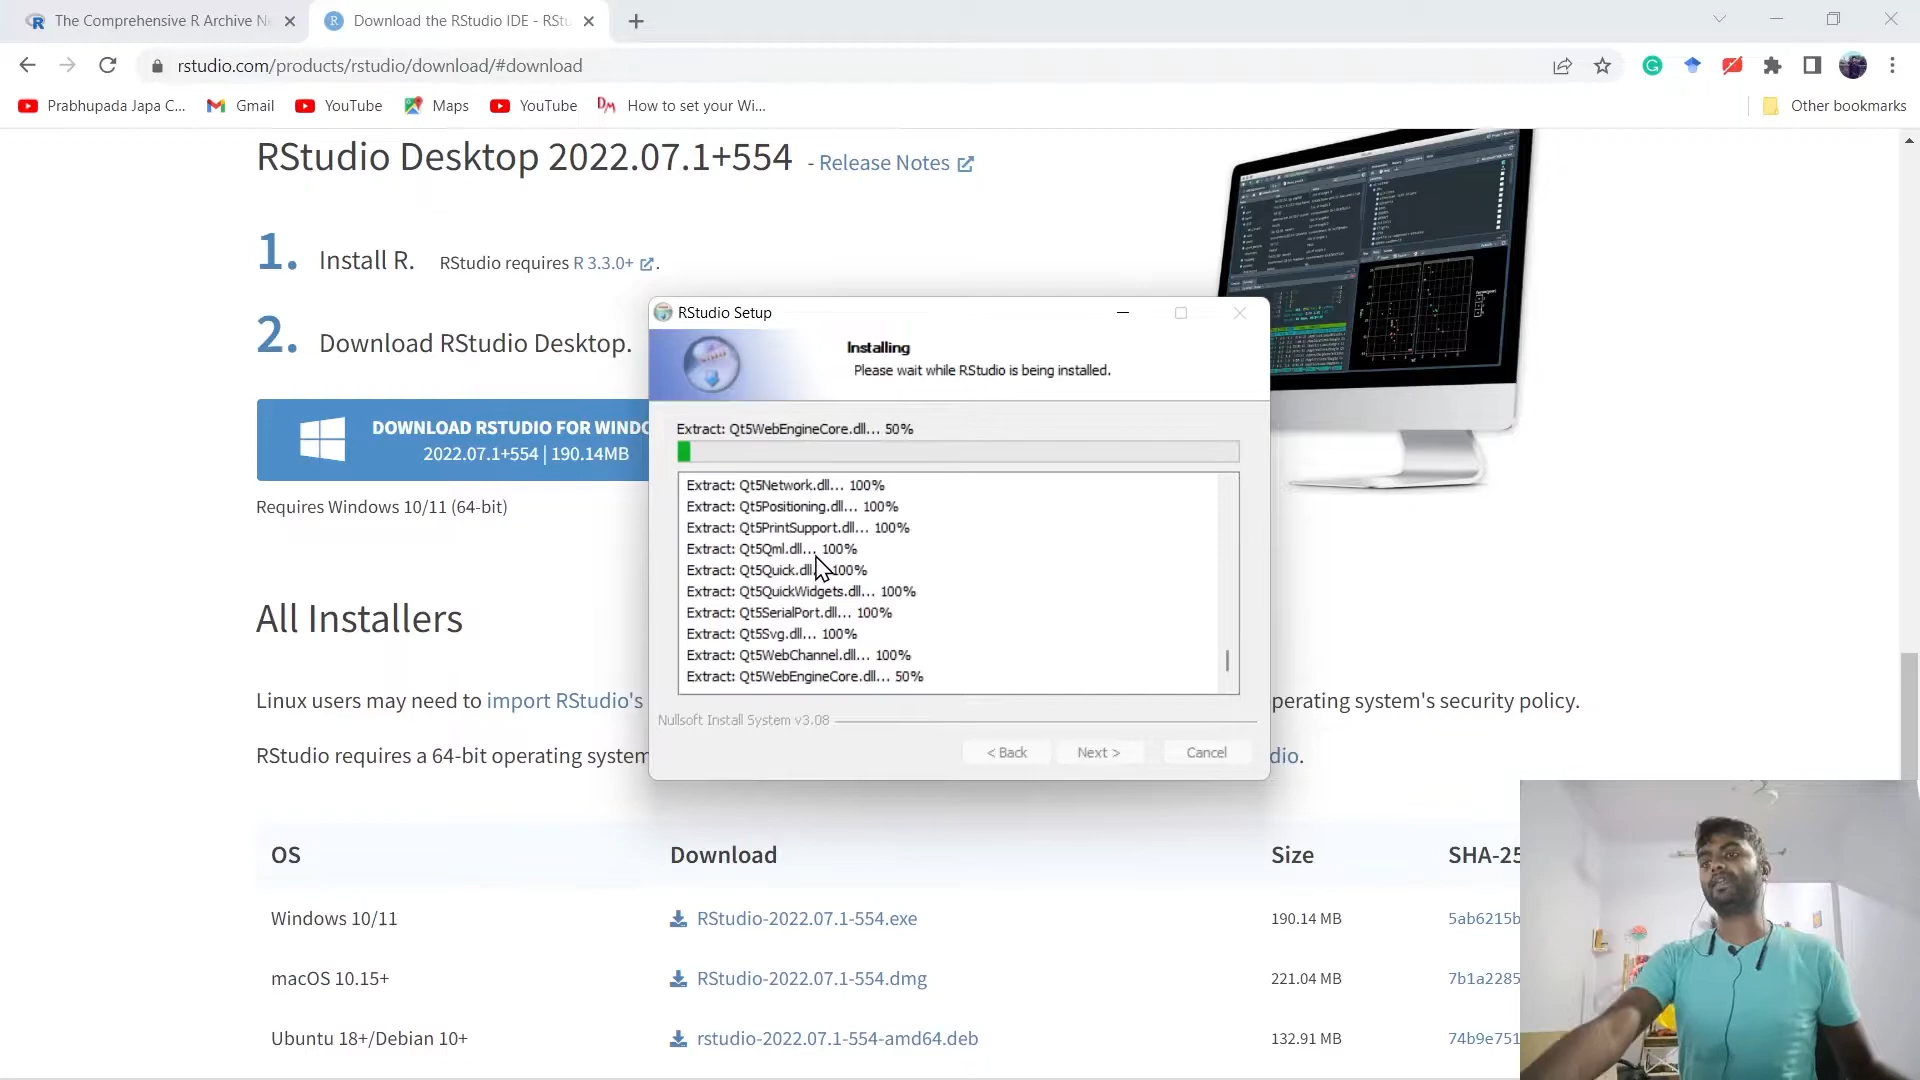 The Comprehensive R Archive Ne
Download the RStudio IDE - RStu
rstudio.com/products/rstudio/download/#download
Prabhupada Japa C...
Gmail
YouTube
Maps
YouTube
How to set your Wi...
Other bookmarks
RStudio Desktop 2022.07.1+554 - Release Notes
1. Install R. RStudio requires R 3.3.0+.
2. Download RStudio Desktop.
DOWNLOAD RSTUDIO FOR WINDO
2022.07.1+554 | 190.14MB
Requires Windows 10/11 (64-bit)
RStudio Setup
Installing
Please wait while RStudio is being installed.
Extract: Qt5WebEngineCore.dll... 50%
Extract: Qt5Network.dll... 100%
Extract: Qt5Positioning.dll... 100%
Extract: Qt5PrintSupport.dll... 100%
Extract: Qt5Qml.dll... 100%
Extract: Qt5Quick.dll... 100%
Extract: Qt5QuickWidgets.dll... 100%
Extract: Qt5SerialPort.dll... 100%
Extract: Qt5Svg.dll... 100%
Extract: Qt5WebChannel.dll... 100%
Extract: Qt5WebEngineCore.dll... 50%
Nullsoft Install System v3.08
< Back
Next >
Cancel
All Installers
Linux users may need to import RStudio's
perating system's security policy.
RStudio requires a 64-bit operating system
dio.
OS Download Size SHA-25
Windows 10/11 RStudio-2022.07.1-554.exe 190.14 MB 5ab6215b
macOS 10.15+ RStudio-2022.07.1-554.dmg 221.04 MB 7b1a2285
Ubuntu 18+/Debian 10+ rstudio-2022.07.1-554-amd64.deb 132.91 MB 74b9e751